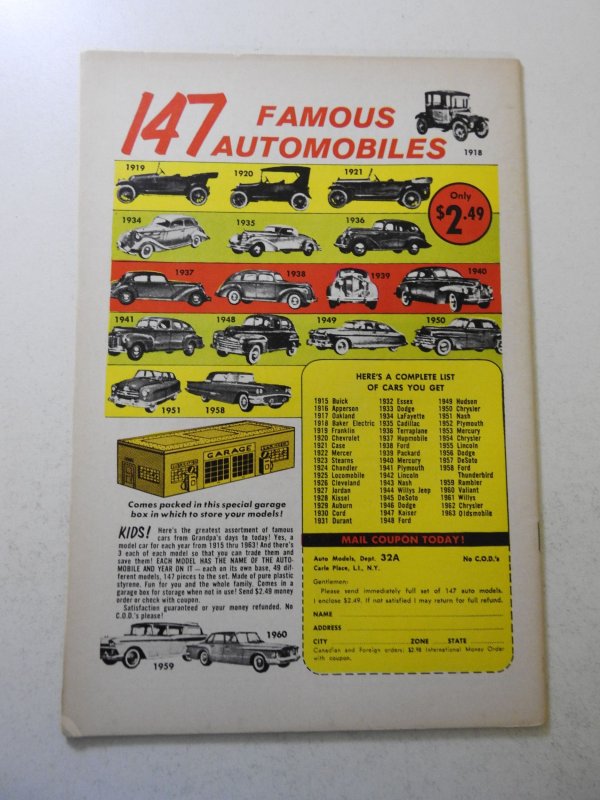 147 FAMOUS
AUTOMOBILES
1918
1919
1920
1921
Only
$2.49
1934
1935
1936
1937
1938
1939
1940
1941
1948
1949
1950
1951
1958
GARAGE
Comes packed in this special garage
box in which to store your models!
KIDS! Here's the greatest assortment of famous
cars from Grandpa's days to today! Yes, a
model car for each year from 1915 thru 1963! And there's
3 each of each model so that you can trade them and
save them! EACH MODEL HAS THE NAME OF THE AUTO-
MOBILE AND YEAR ON IT — each on its own base, 49 dif-
ferent models, 147 pieces to the set. Made of pure plastic
styrene. Fun for you and the whole family. Comes in a
garage box for storage when not in use! Send $2.49 money
order or check with coupon.
Satisfaction guaranteed or your money refunded. No
C.O.D.'s please!
1959
1960
HERE'S A COMPLETE LIST
OF CARS YOU GET
1915 Buick
1916 Apperson
1917 Oakland
1918 Baker Electric
1919 Franklin
1920 Chevrolet
1921 Case
1922 Mercer
1923 Stearns
1924 Chandler
1925 Locomobile
1926 Cleveland
1927 Jordan
1928 Kissel
1929 Auburn
1930 Cord
1931 Durant
1932 Essex
1933 Dodge
1934 LaFayette
1935 Cadillac
1936 Terraplane
1937 Hupmobile
1938 Ford
1939 Packard
1940 Mercury
1941 Plymouth
1942 Lincoln
1943 Nash
1944 Willys Jeep
1945 DeSoto
1946 Dodge
1947 Kaiser
1948 Ford
1949 Hudson
1950 Chrysler
1951 Nash
1952 Plymouth
1953 Mercury
1954 Chrysler
1955 Lincoln
1956 Dodge
1957 DeSoto
1958 Ford
Thunderbird
1959 Rambler
1960 Valiant
1961 Willys
1962 Chrysler
1963 Oldsmobile
MAIL COUPON TODAY!
Auto Models, Dept. 32A No C.O.D.'s
Carle Place, L.I., N.Y.
Gentlemen:
Please send immediately full set of 147 auto models.
I enclose $2.49. If not satisfied I may return for full refund.
NAME
ADDRESS
CITY ZONE STATE
Canadian and Foreign orders: $2.98 International Money Order
with coupon.